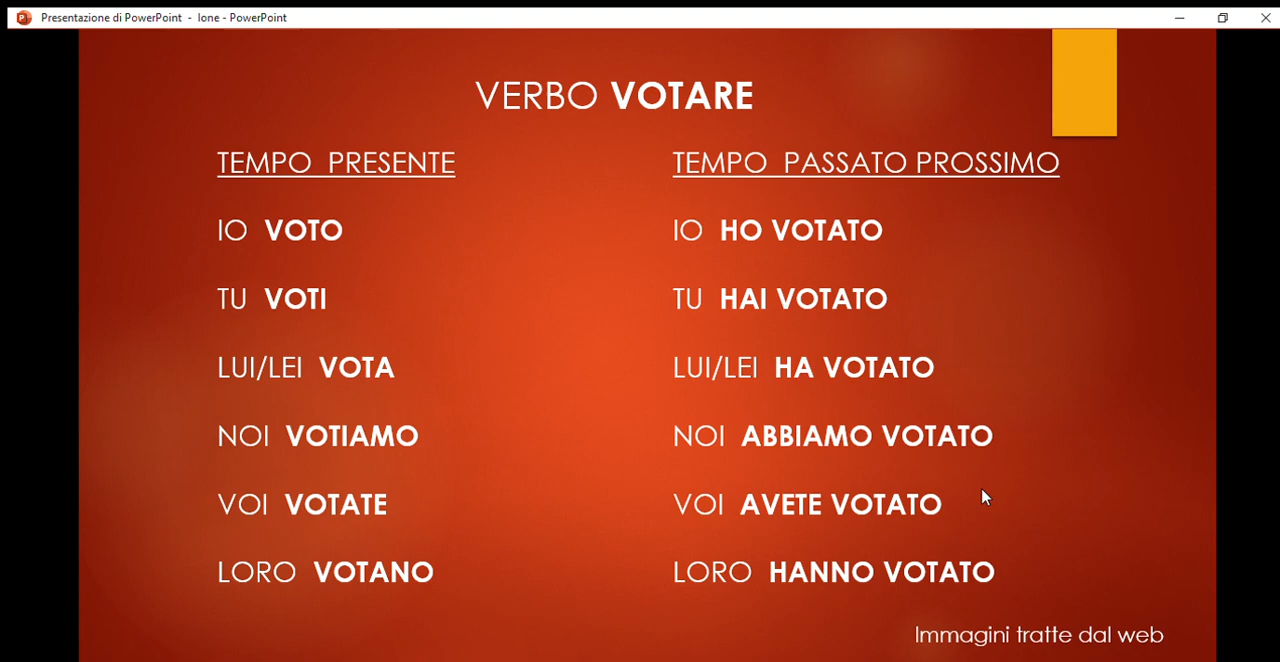 Presentazione di PowerPoint - Ione - PowerPoint
VERBO VOTARE
TEMPO PRESENTE
IO VOTO
TU VOTI
LUI/LEI VOTA
NOI VOTIAMO
VOI VOTATE
LORO VOTANO
TEMPO PASSATO PROSSIMO
IO HO VOTATO
TU HAI VOTATO
LUI/LEI HA VOTATO
NOI ABBIAMO VOTATO
VOI AVETE VOTATO
LORO HANNO VOTATO
Immagini tratte dal web